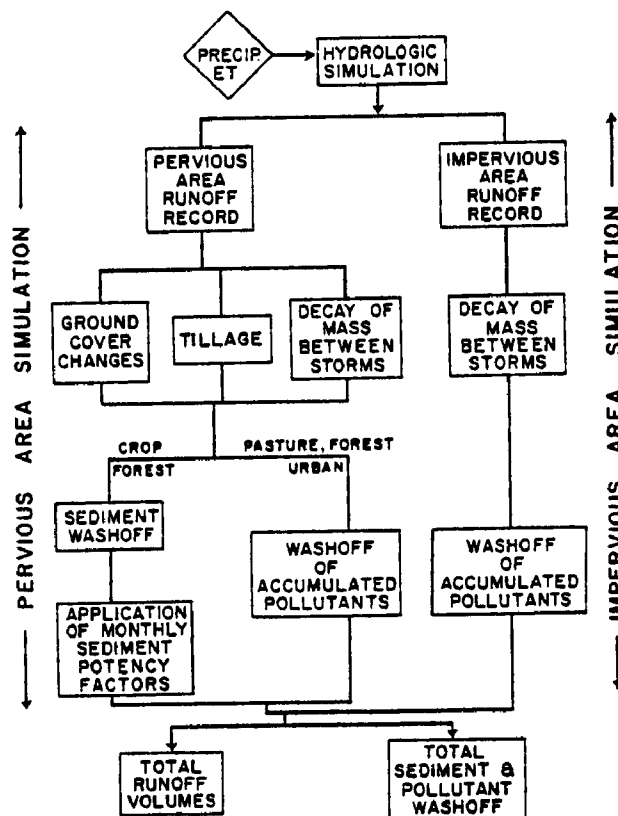 PRECIP.
ET
HYDROLOGIC
SIMULATION
PERVIOUS
AREA
RUNOFF
RECORD
IMPERVIOUS
AREA
RUNOFF
RECORD
GROUND
COVER
CHANGES
TILLAGE
DECAY OF
MASS
BETWEEN
STORMS
DECAY OF
MASS
BETWEEN
STORMS
CROP
FOREST
PASTURE, FOREST
URBAN
SEDIMENT
WASHOFF
WASHOFF
OF
ACCUMULATED
POLLUTANTS
WASHOFF
OF
ACCUMULATED
POLLUTANTS
APPLICATION
OF MONTHLY
SEDIMENT
POTENCY
FACTORS
TOTAL
RUNOFF
VOLUMES
TOTAL
SEDIMENT &
POLLUTANT
WASHOFF
PERVIOUS AREA SIMULATION
IMPERVIOUS AREA SIMULATION